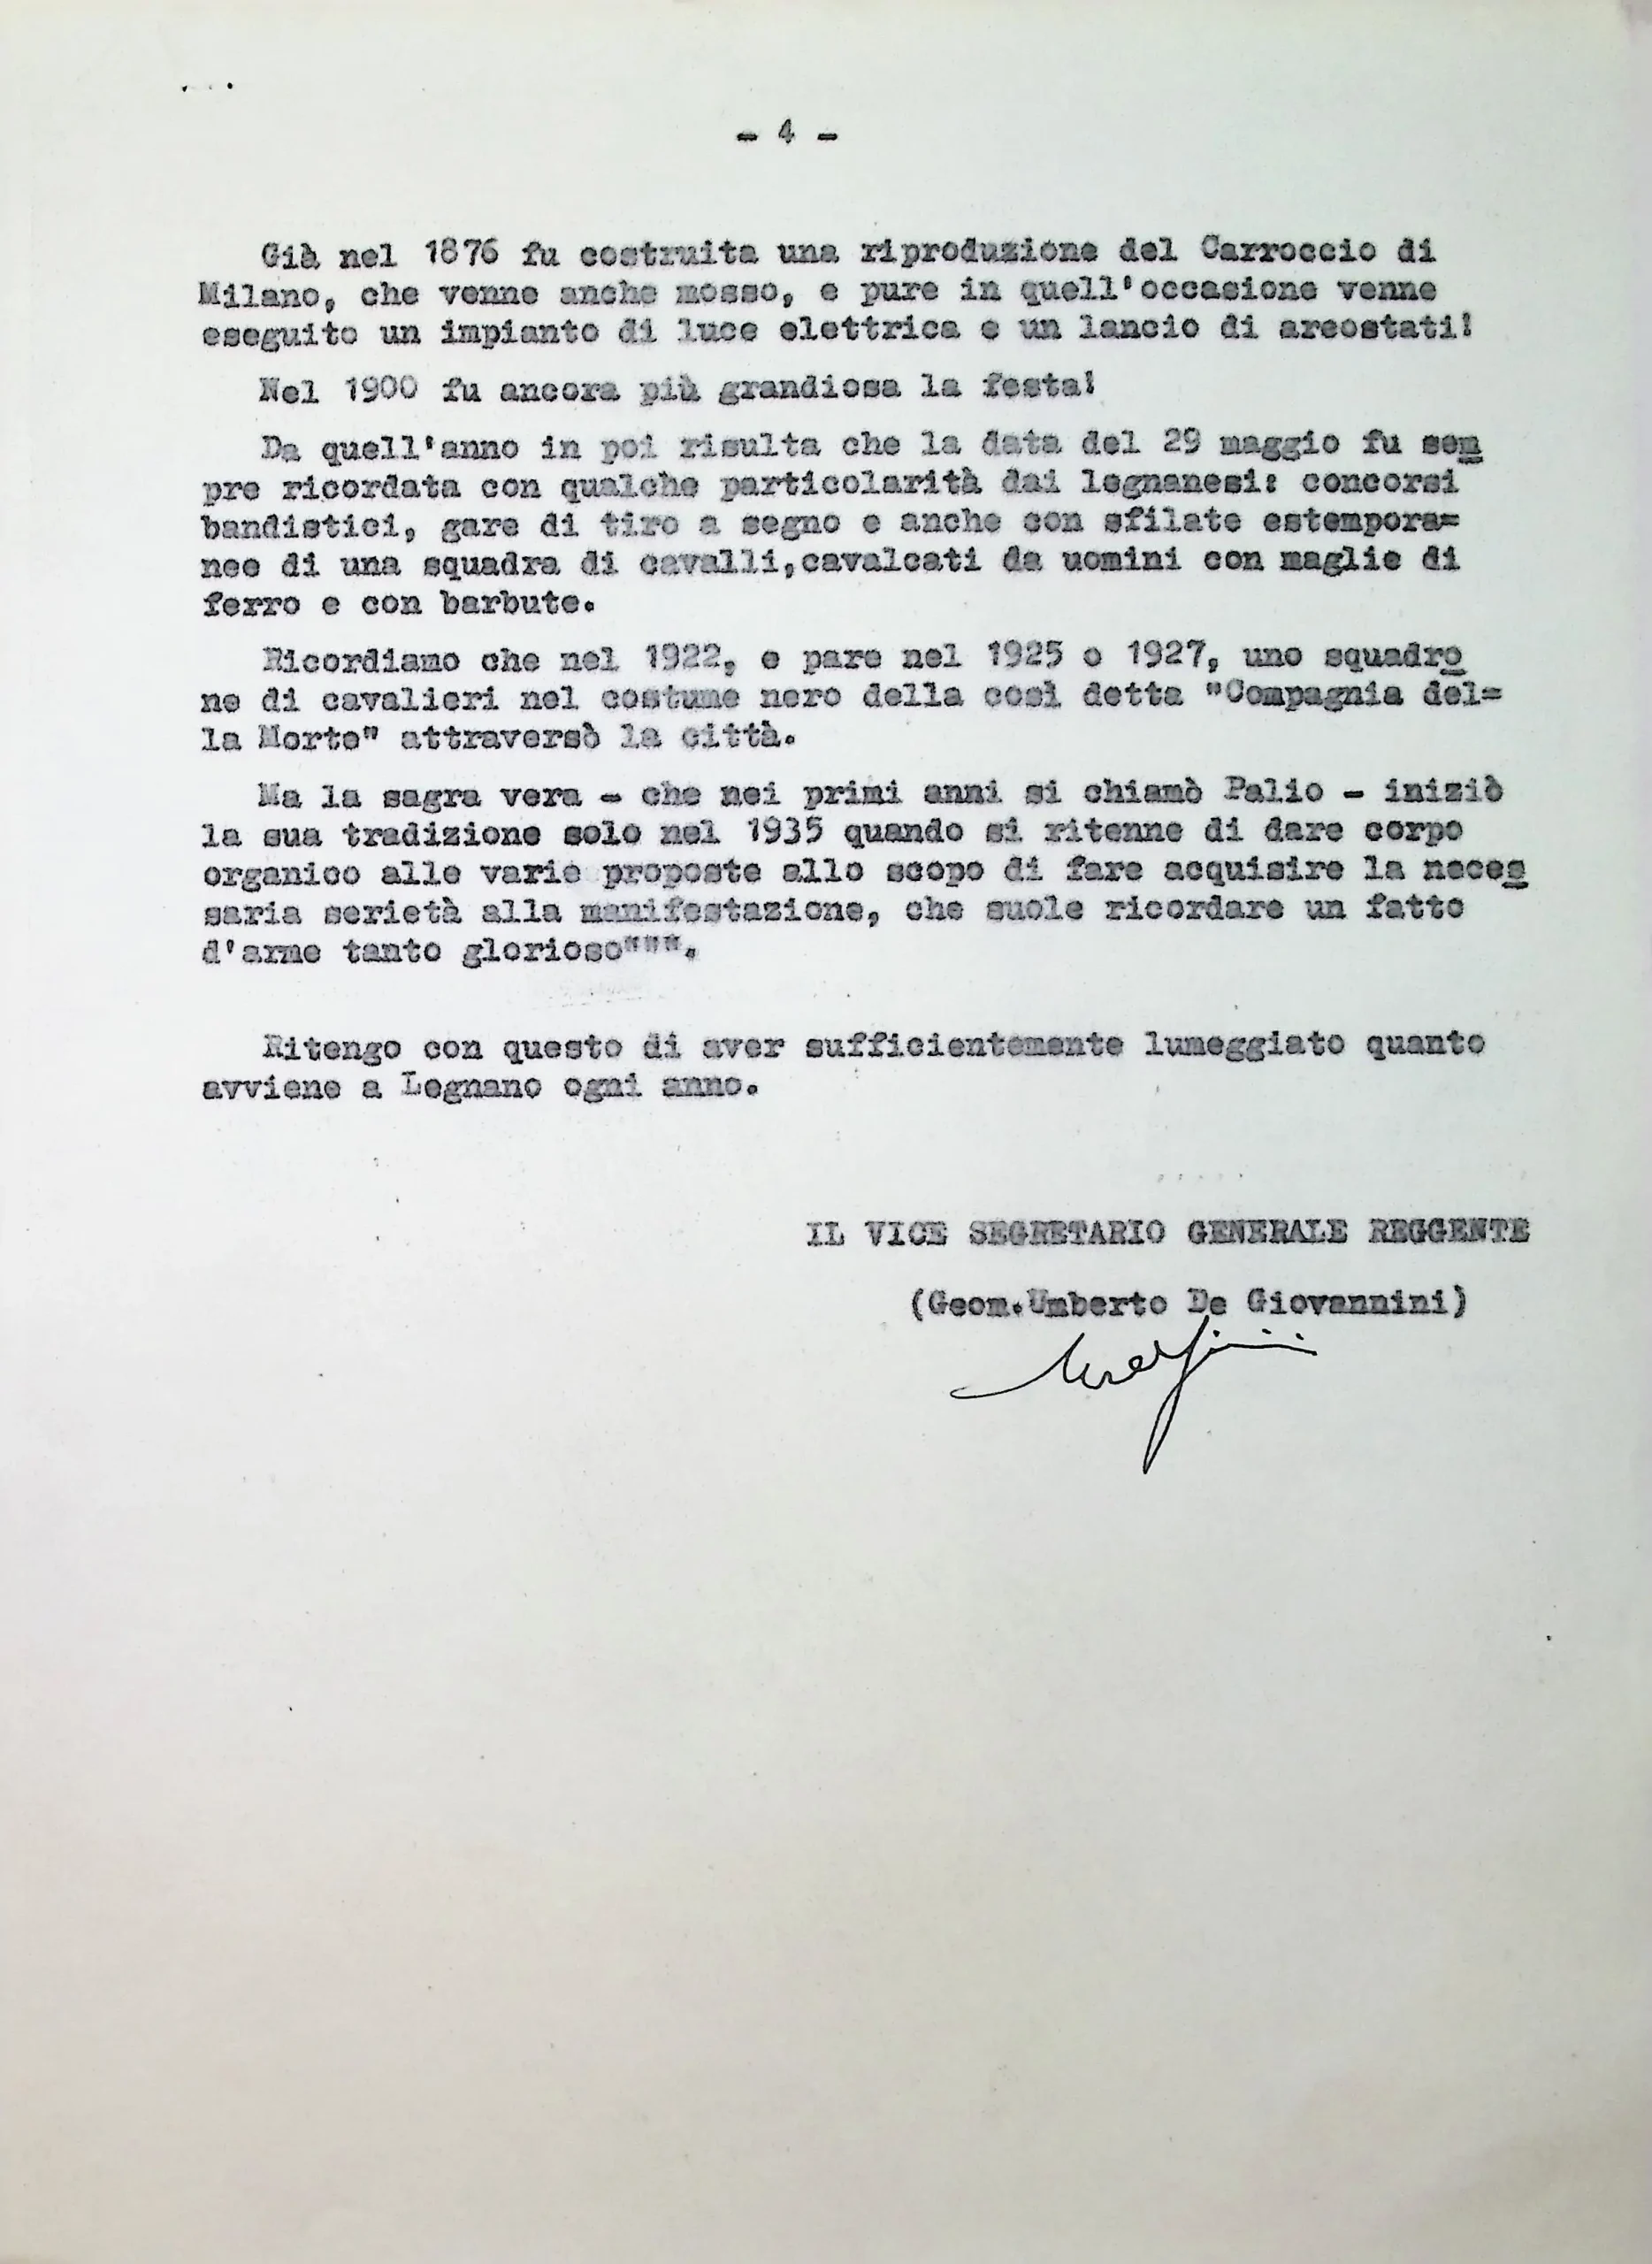 - 4 -
Già nel 1876 fu costruita una riproduzione del Carroccio di
Milano, che venne anche mosso, e pure in quell'occasione venne
eseguito un impianto di luce elettrica e un lancio di areostati!
Nel 1900 fu ancora più grandiosa la festa!
Da quell'anno in poi risulta che la data del 29 maggio fu sem
pre ricordata con qualche particolarità dai legnanesi: concorsi
bandistici, gare di tiro a segno e anche con sfilate estempora=
nee di una squadra di cavalli,cavalcati da uomini con maglie di
ferro e con barbute.
Ricordiamo che nel 1922, e pare nel 1925 o 1927, uno squadro
ne di cavalieri nel costume nero della così detta "Compagnia del=
la Morte" attraversò la città.
Ma la sagra vera - che nei primi anni si chiamò Palio - iniziò
la sua tradizione solo nel 1935 quando si ritenne di dare corpo
organico alle varie proposte allo scopo di fare acquisire la neces
saria serietà alla manifestazione, che suole ricordare un fatto
d'arme tanto glorioso""".
Ritengo con questo di aver sufficientemente lumeggiato quanto
avviene a Legnano ogni anno.
IL VICE SEGRETARIO GENERALE REGGENTE
(Geom.Umberto De Giovannini)